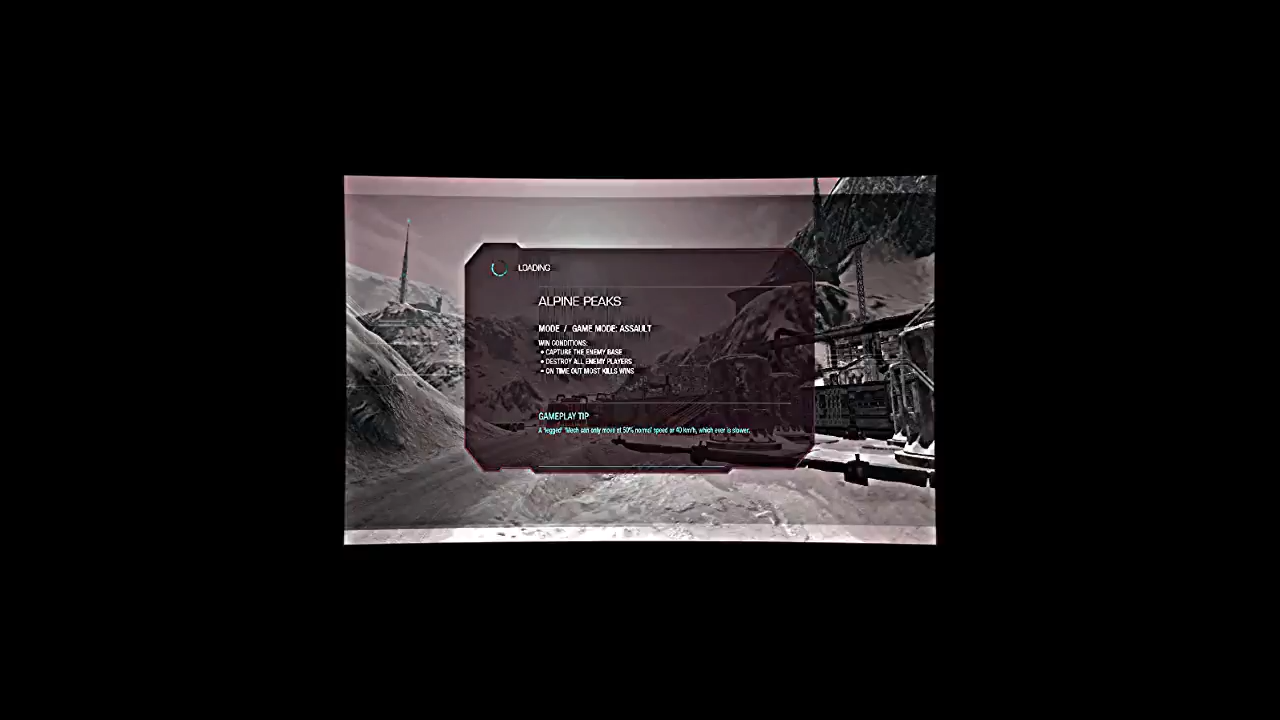 LOADING
ALPINE PEAKS
MODE / GAME MODE: ASSAULT
WIN CONDITIONS:
• CAPTURE THE ENEMY BASE
• DESTROY ALL ENEMY PLAYERS
• ON TIME OUT MOST KILLS WINS
GAMEPLAY TIP
A 'legged' 'Mech can only move at 50% normal speed or 40 km/h, which ever is slower.